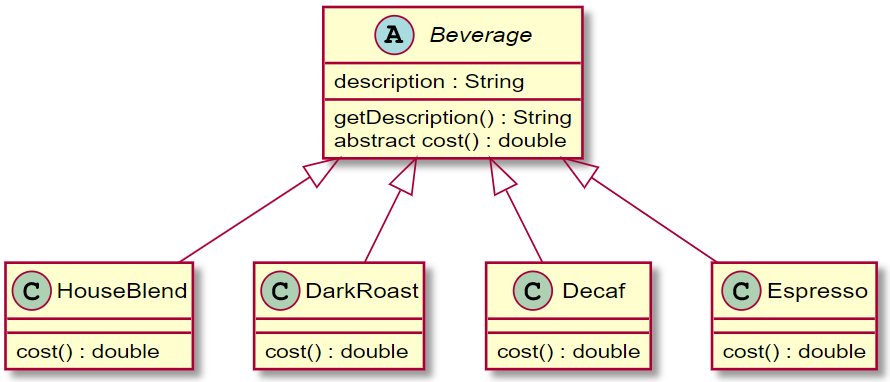 A Beverage
description : String
getDescription() : String
abstract cost() : double
C HouseBlend
cost() : double
C DarkRoast
cost() : double
C Decaf
cost() : double
C Espresso
cost() : double